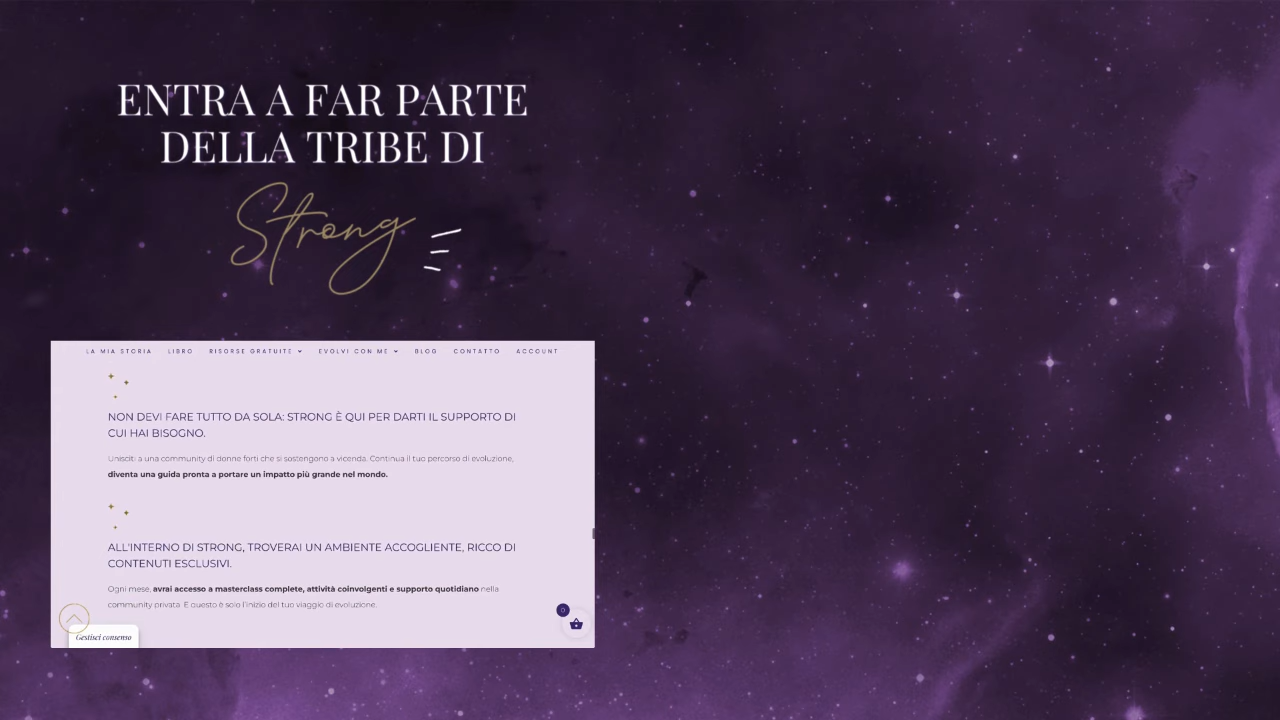 ENTRA A FAR PARTE
DELLA TRIBE DI
Strong
LA MIA STORIA LIBRO RISORSE GRATUITE EVOLVI CON ME BLOG CONTATTO ACCOUNT
NON DEVI FARE TUTTO DA SOLA: STRONG È QUI PER DARTI IL SUPPORTO DI
CUI HAI BISOGNO.
Unisciti a una community di donne forti che si sostengono a vicenda. Continua il tuo percorso di evoluzione,
diventa una guida pronta a portare un impatto più grande nel mondo.
ALL'INTERNO DI STRONG, TROVERAI UN AMBIENTE ACCOGLIENTE, RICCO DI
CONTENUTI ESCLUSIVI.
Ogni mese, avrai accesso a masterclass complete, attività coinvolgenti e supporto quotidiano nella
community privata. E questo è solo l'inizio del tuo viaggio di evoluzione.
0
Gestisci consenso